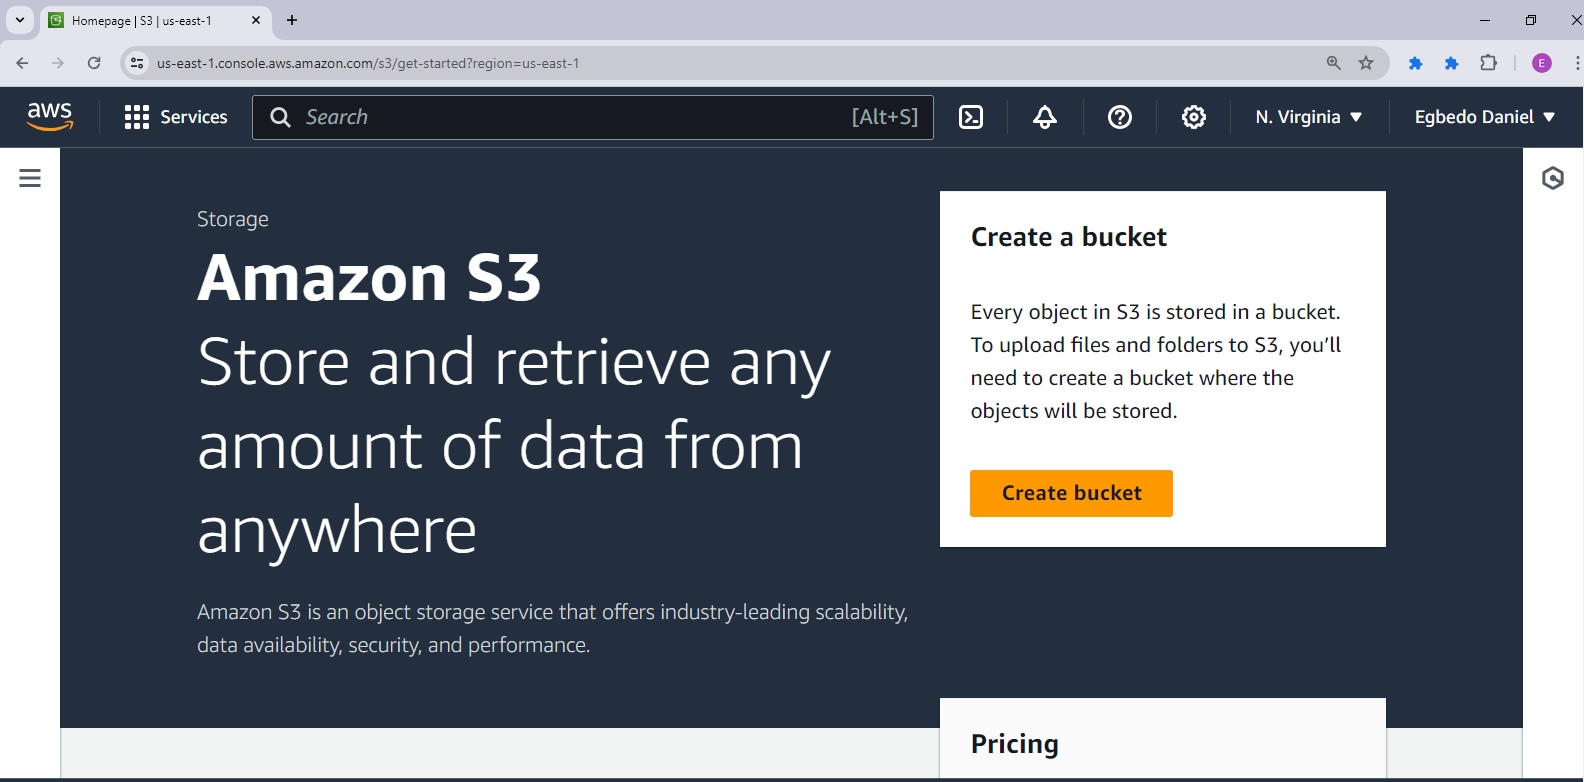 Homepage | S3 | us-east-1
us-east-1.console.aws.amazon.com/s3/get-started?region=us-east-1
E
aws
Services
Search
[Alt+S]
N. Virginia
Egbedo Daniel
Storage
Amazon S3
Store and retrieve any
amount of data from
anywhere
Amazon S3 is an object storage service that offers industry-leading scalability,
data availability, security, and performance.
Create a bucket
Every object in S3 is stored in a bucket.
To upload files and folders to S3, you'll
need to create a bucket where the
objects will be stored.
Create bucket
Pricing